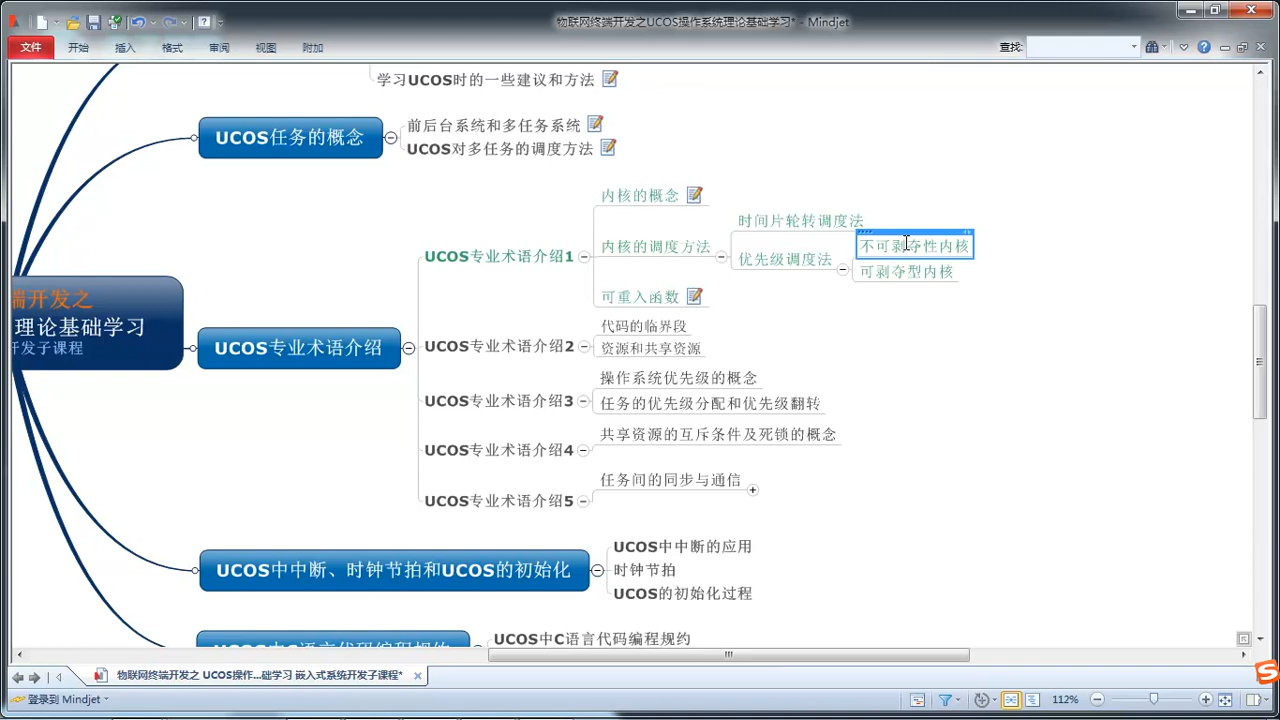 物联网终端开发之UCOS操作系统理论基础学习* - Mindjet
文件 开始 插入 格式 审阅 视图 附加 查找:
学习UCOS时的一些建议和方法
UCOS任务的概念
前后台系统和多任务系统
UCOS对多任务的调度方法
内核的概念
时间片轮转调度法
内核的调度方法
不可剥夺性内核
优先级调度法
可剥夺型内核
UCOS专业术语介绍1
可重入函数
端开发之
理论基础学习
开发子课程
UCOS专业术语介绍
代码的临界段
UCOS专业术语介绍2
资源和共享资源
操作系统优先级的概念
UCOS专业术语介绍3
任务的优先级分配和优先级翻转
共享资源的互斥条件及死锁的概念
UCOS专业术语介绍4
任务间的同步与通信
UCOS专业术语介绍5
UCOS中中断、时钟节拍和UCOS的初始化
UCOS中中断的应用
时钟节拍
UCOS的初始化过程
UCOS中C语言代码编程规约
UCOS中C语言代码编程规约
物联网终端开发之 UCOS操作...础学习 嵌入式系统开发子课程*
登录到 Mindjet
112%